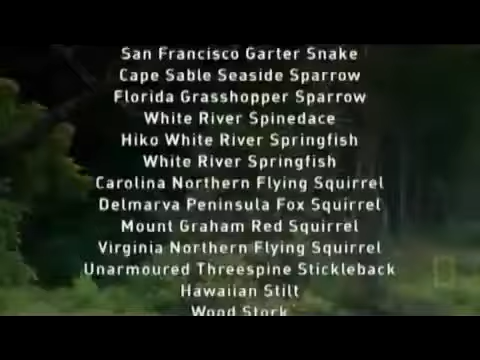 San Francisco Garter Snake
Cape Sable Seaside Sparrow
Florida Grasshopper Sparrow
White River Spinedace
Hiko White River Springfish
White River Springfish
Carolina Northern Flying Squirrel
Delmarva Peninsula Fox Squirrel
Mount Graham Red Squirrel
Virginia Northern Flying Squirrel
Unarmoured Threespine Stickleback
Hawaiian Stilt
Wood Stork